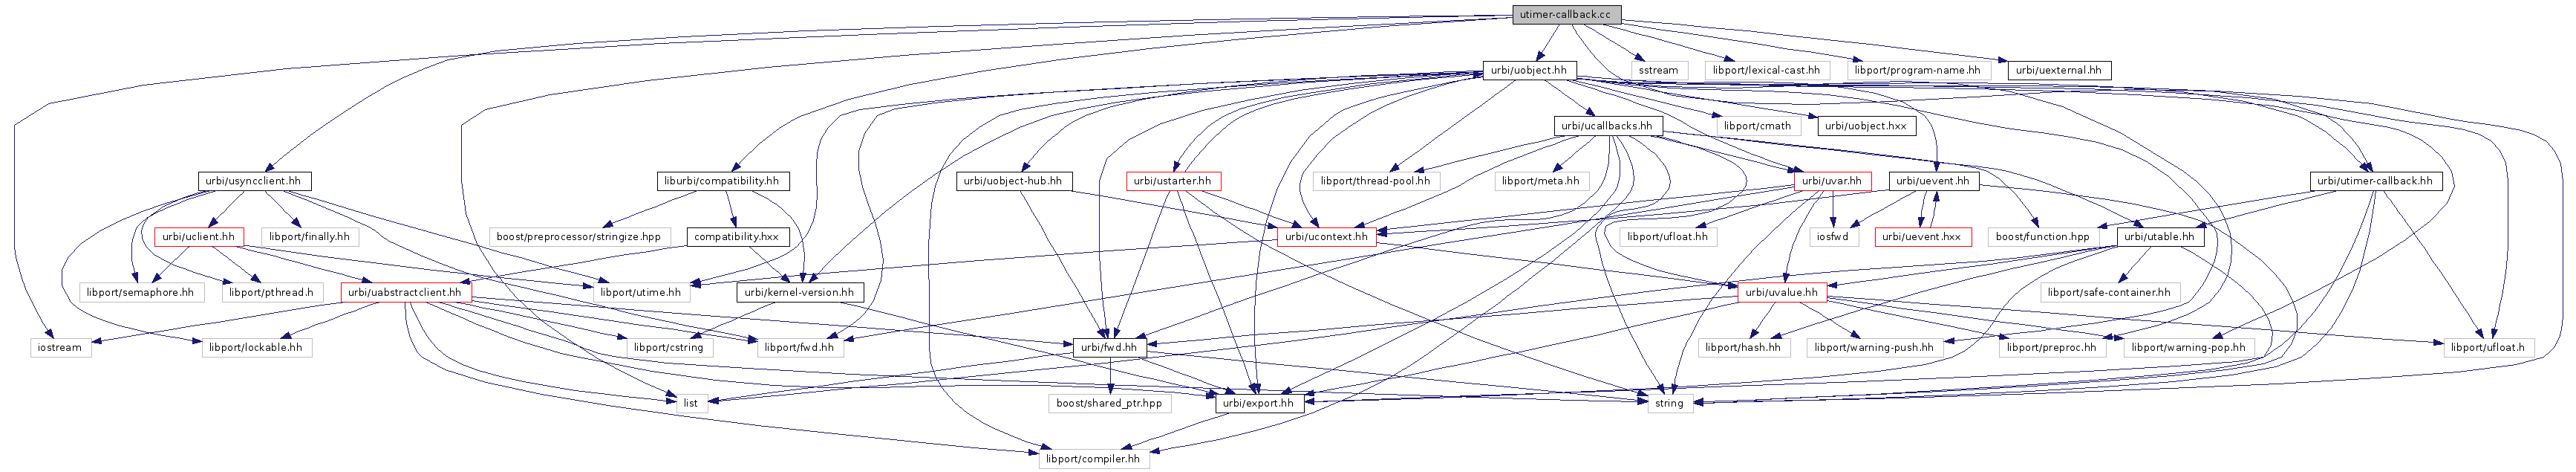 utimer-callback.cc
urbi/uobject.hh
sstream
libport/lexical-cast.hh
libport/program-name.hh
urbi/uexternal.hh
urbi/ucallbacks.hh
libport/cmath
urbi/uobject.hxx
urbi/usyncclient.hh
liburbi/compatibility.hh
urbi/uobject-hub.hh
urbi/ustarter.hh
libport/thread-pool.hh
libport/meta.hh
urbi/uvar.hh
urbi/uevent.hh
urbi/utimer-callback.hh
urbi/uclient.hh
libport/finally.hh
boost/preprocessor/stringize.hpp
compatibility.hxx
urbi/ucontext.hh
libport/ufloat.hh
iosfwd
urbi/uevent.hxx
boost/function.hpp
urbi/utable.hh
libport/semaphore.hh
libport/pthread.h
urbi/uabstractclient.hh
libport/utime.hh
urbi/kernel-version.hh
urbi/uvalue.hh
libport/safe-container.hh
iostream
libport/lockable.hh
libport/cstring
libport/fwd.hh
urbi/fwd.hh
libport/hash.hh
libport/warning-push.hh
libport/preproc.hh
libport/warning-pop.hh
libport/ufloat.h
list
boost/shared_ptr.hpp
urbi/export.hh
string
libport/compiler.hh